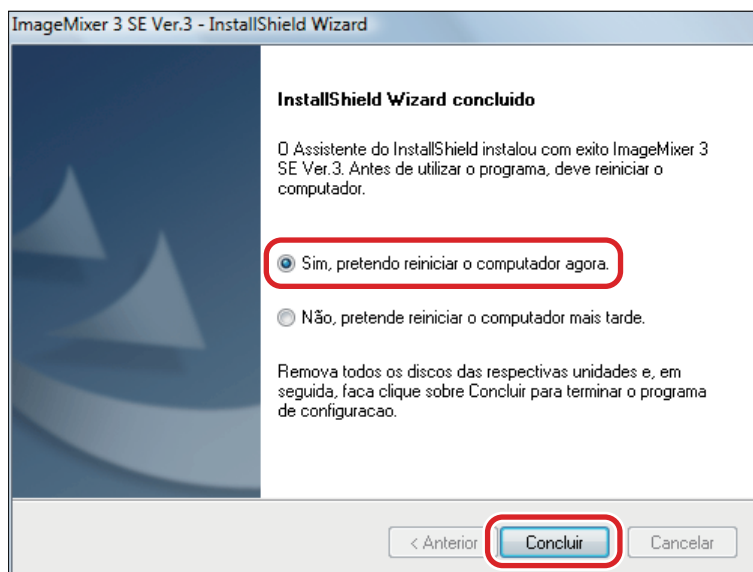 ImageMixer 3 SE Ver.3 - InstallShield Wizard
InstallShield Wizard concluido
O Assistente do InstallShield instalou com exito ImageMixer 3
SE Ver.3. Antes de utilizar o programa, deve reiniciar o
computador.
Sim, pretendo reiniciar o computador agora.
Não, pretende reiniciar o computador mais tarde.
Remova todos os discos das respectivas unidades e, em
seguida, faca clique sobre Concluir para terminar o programa
de configuracao.
< Anterior
Concluir
Cancelar